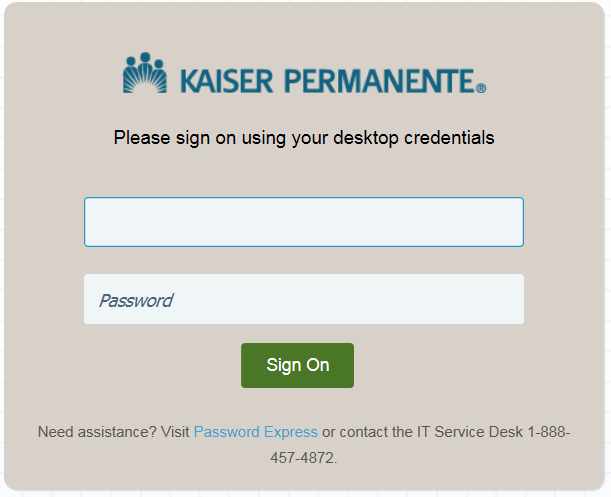 KAISER PERMANENTE®
Please sign on using your desktop credentials
Password
Sign On
Need assistance? Visit Password Express or contact the IT Service Desk 1-888-
457-4872.